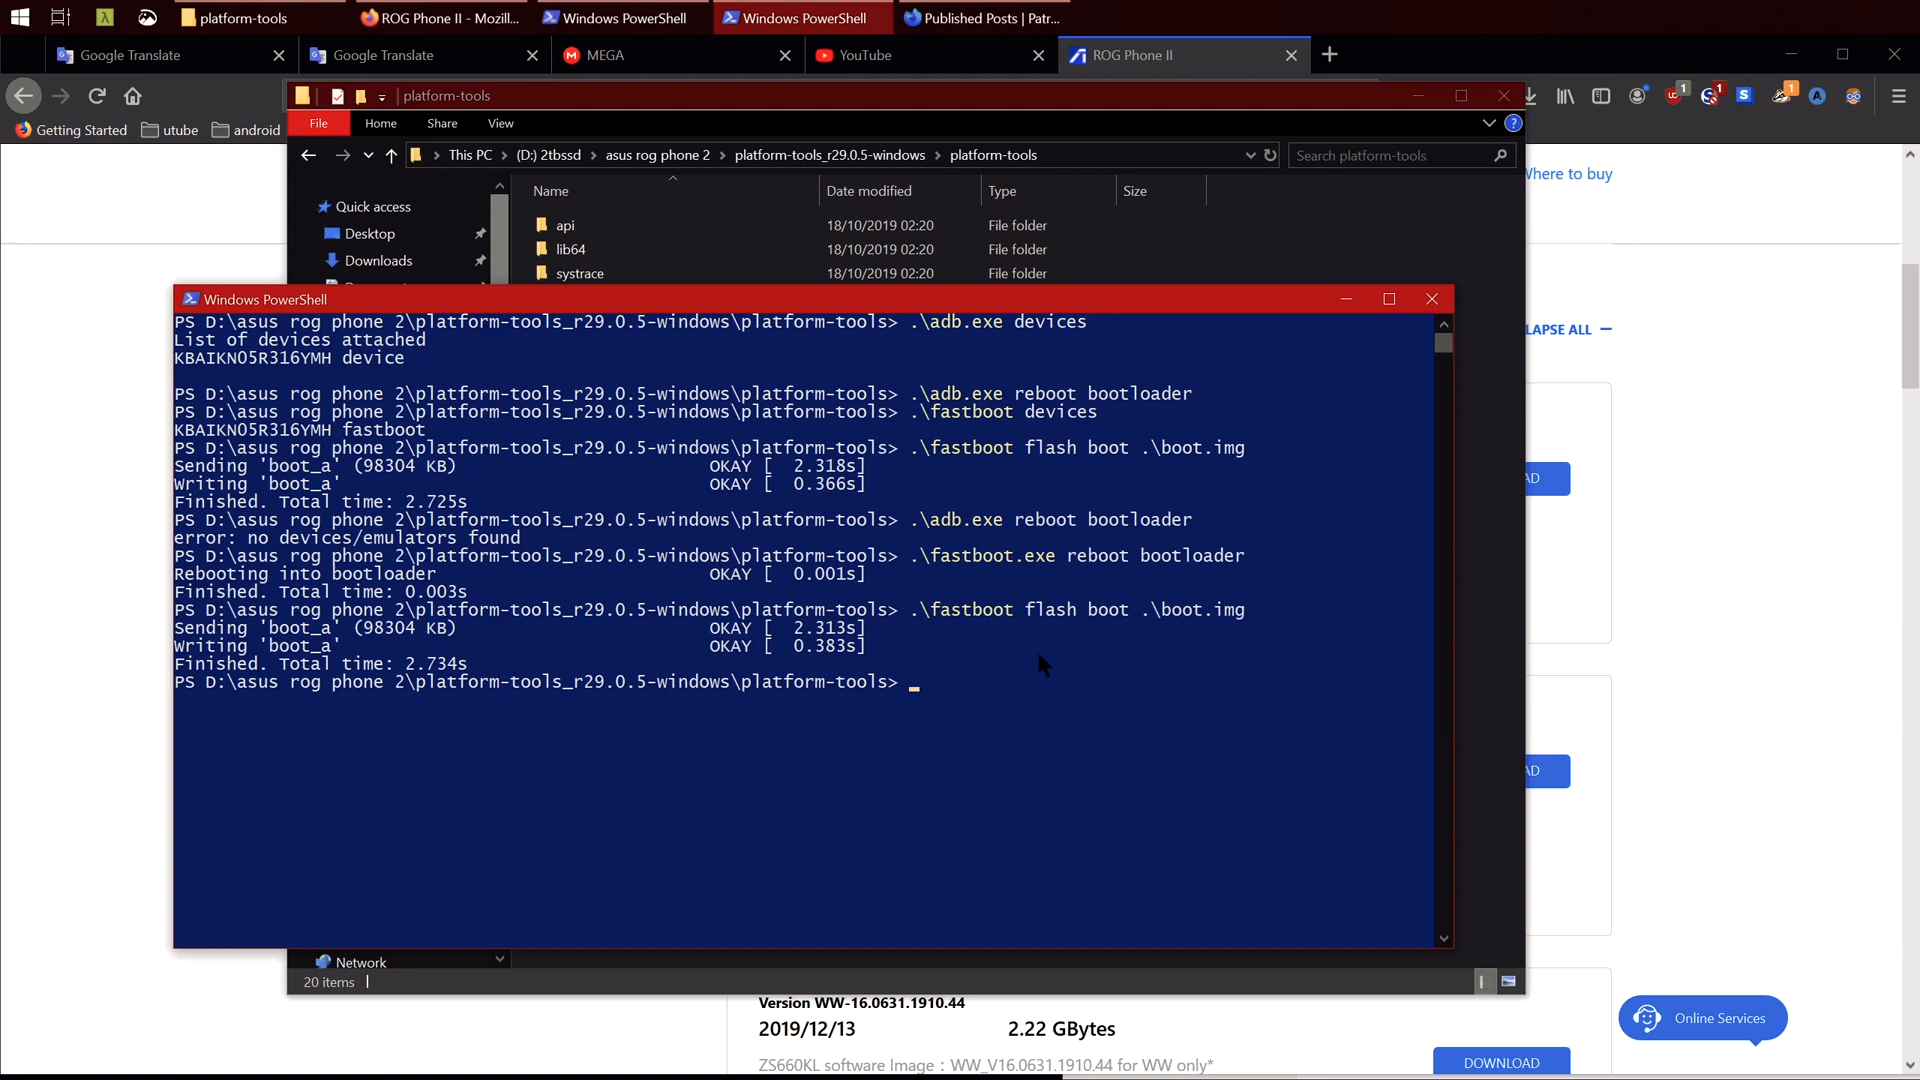 platform-tools
ROG Phone II - Mozill...
Windows PowerShell
Windows PowerShell
Published Posts | Patr...
Google Translate
Google Translate
MEGA
YouTube
ROG Phone II
Getting Started
utube
android
1
1
1
platform-tools
File
Home
Share
View
This PC > (D:) 2tbssd > asus rog phone 2 > platform-tools_r29.0.5-windows > platform-tools
Search platform-tools
Where to buy
Name
Date modified
Type
Size
Quick access
Desktop
Downloads
api 18/10/2019 02:20 File folder
lib64 18/10/2019 02:20 File folder
systrace 18/10/2019 02:20 File folder
LAPSE ALL
Windows PowerShell
PS D:\asus rog phone 2\platform-tools_r29.0.5-windows\platform-tools> .\adb.exe devices
List of devices attached
KBAIKN05R316YMH device
PS D:\asus rog phone 2\platform-tools_r29.0.5-windows\platform-tools> .\adb.exe reboot bootloader
PS D:\asus rog phone 2\platform-tools_r29.0.5-windows\platform-tools> .\fastboot devices
KBAIKN05R316YMH fastboot
PS D:\asus rog phone 2\platform-tools_r29.0.5-windows\platform-tools> .\fastboot flash boot .\boot.img
Sending 'boot_a' (98304 KB) OKAY [ 2.318s]
Writing 'boot_a' OKAY [ 0.366s]
Finished. Total time: 2.725s
PS D:\asus rog phone 2\platform-tools_r29.0.5-windows\platform-tools> .\adb.exe reboot bootloader
error: no devices/emulators found
PS D:\asus rog phone 2\platform-tools_r29.0.5-windows\platform-tools> .\fastboot.exe reboot bootloader
Rebooting into bootloader OKAY [ 0.001s]
Finished. Total time: 0.003s
PS D:\asus rog phone 2\platform-tools_r29.0.5-windows\platform-tools> .\fastboot flash boot .\boot.img
Sending 'boot_a' (98304 KB) OKAY [ 2.313s]
Writing 'boot_a' OKAY [ 0.383s]
Finished. Total time: 2.734s
PS D:\asus rog phone 2\platform-tools_r29.0.5-windows\platform-tools>
AD
AD
Network
20 items
Version WW-16.0631.1910.44
2019/12/13 2.22 GBytes
ZS660KL software Image：WW_V16.0631.1910.44 for WW only*
DOWNLOAD
Online Services